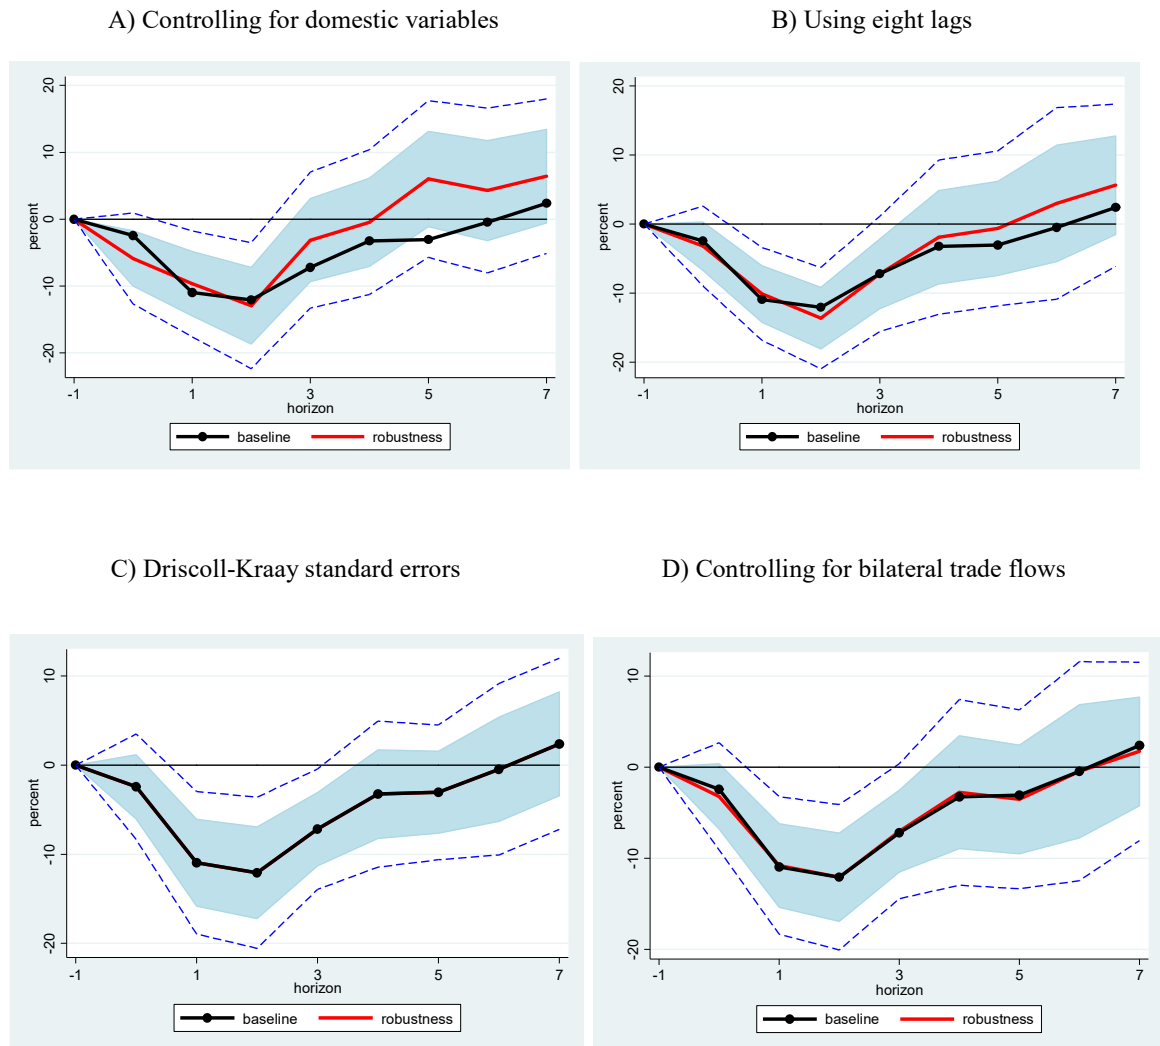 A) Controlling for domestic variables
B) Using eight lags
20
10
0
-10
-20
percent
-1 1 3 5 7
horizon
baseline robustness
20
10
0
-10
-20
percent
-1 1 3 5 7
horizon
baseline robustness
C) Driscoll-Kraay standard errors
D) Controlling for bilateral trade flows
10
0
-10
-20
percent
-1 1 3 5 7
horizon
baseline robustness
10
0
-10
-20
percent
-1 1 3 5 7
horizon
baseline robustness